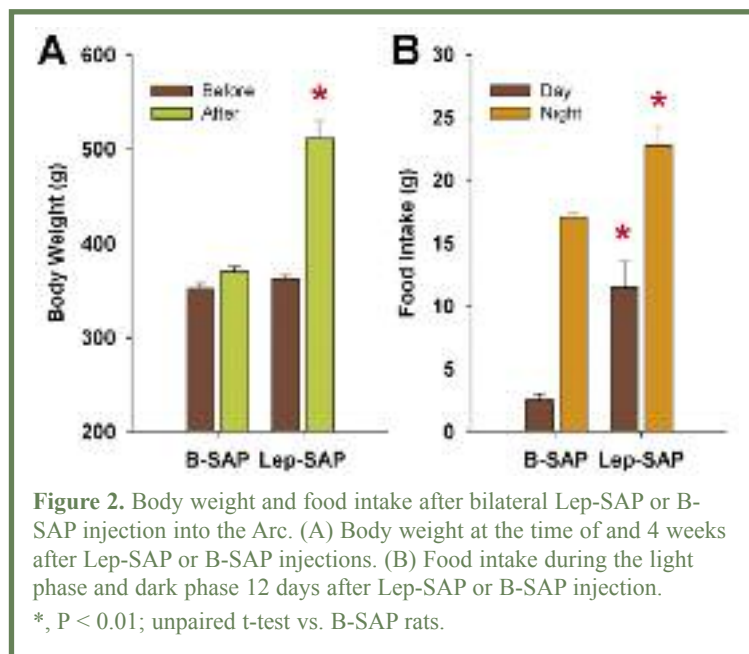 A
B
600
500
400
300
200
Body Weight (g)
Before
After
*
B-SAP Lep-SAP
30
25
20
15
10
5
0
Food Intake (g)
Day
Night
*
*
B-SAP Lep-SAP
Figure 2. Body weight and food intake after bilateral Lep-SAP or B-
SAP injection into the Arc. (A) Body weight at the time of and 4 weeks
after Lep-SAP or B-SAP injections. (B) Food intake during the light
phase and dark phase 12 days after Lep-SAP or B-SAP injection.
*, P < 0.01; unpaired t-test vs. B-SAP rats.